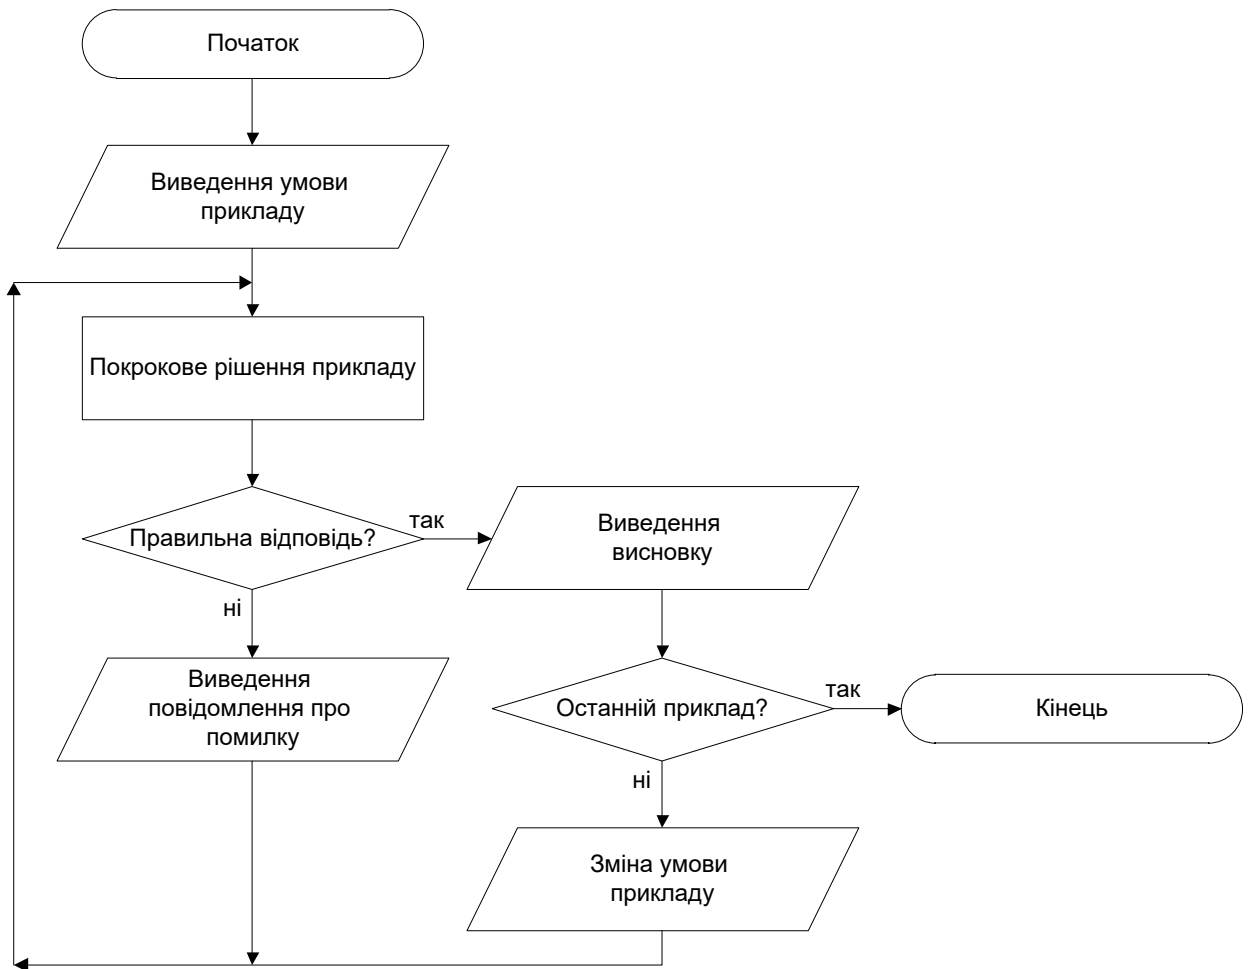 Початок
Виведення умови
прикладу
Покрокове рішення прикладу
Правильна відповідь?
так
Виведення
висновку
ні
Виведення
повідомлення про
помилку
Останній приклад?
так
Кінець
ні
Зміна умови
прикладу